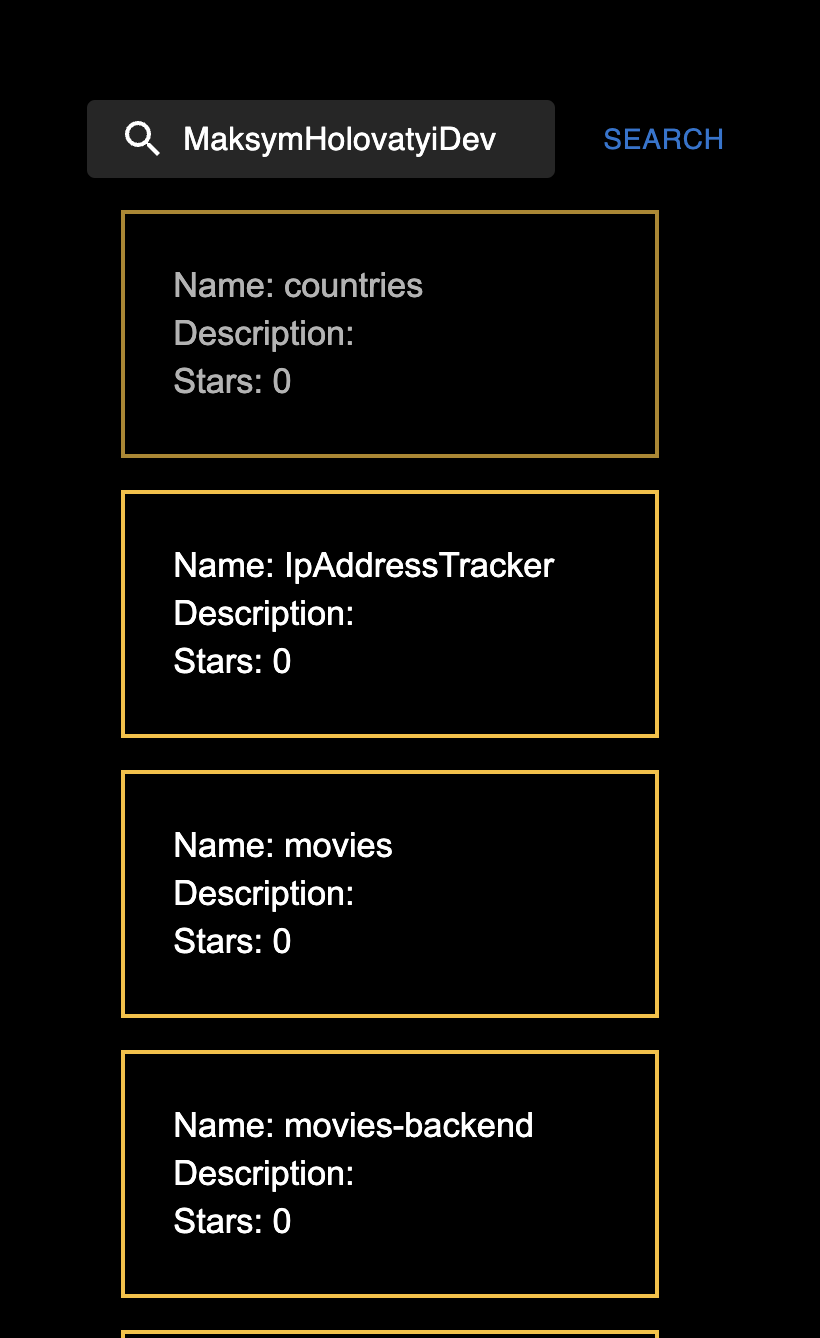 MaksymHolovatyiDev
SEARCH
Name: countries
Description:
Stars: 0
Name: IpAddressTracker
Description:
Stars: 0
Name: movies
Description:
Stars: 0
Name: movies-backend
Description:
Stars: 0